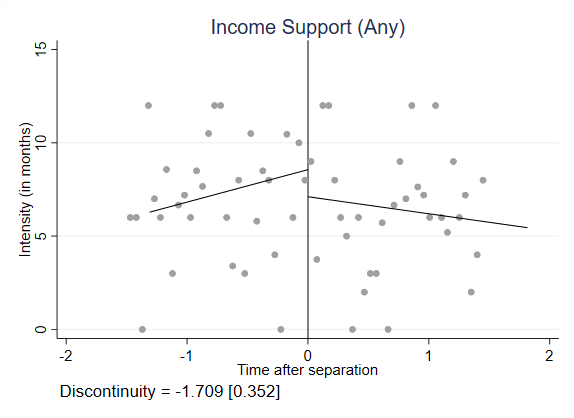 Income Support (Any)
Intensity (in months)
15
10
5
0
-2
-1
0
1
2
Time after separation
Discontinuity = -1.709 [0.352]